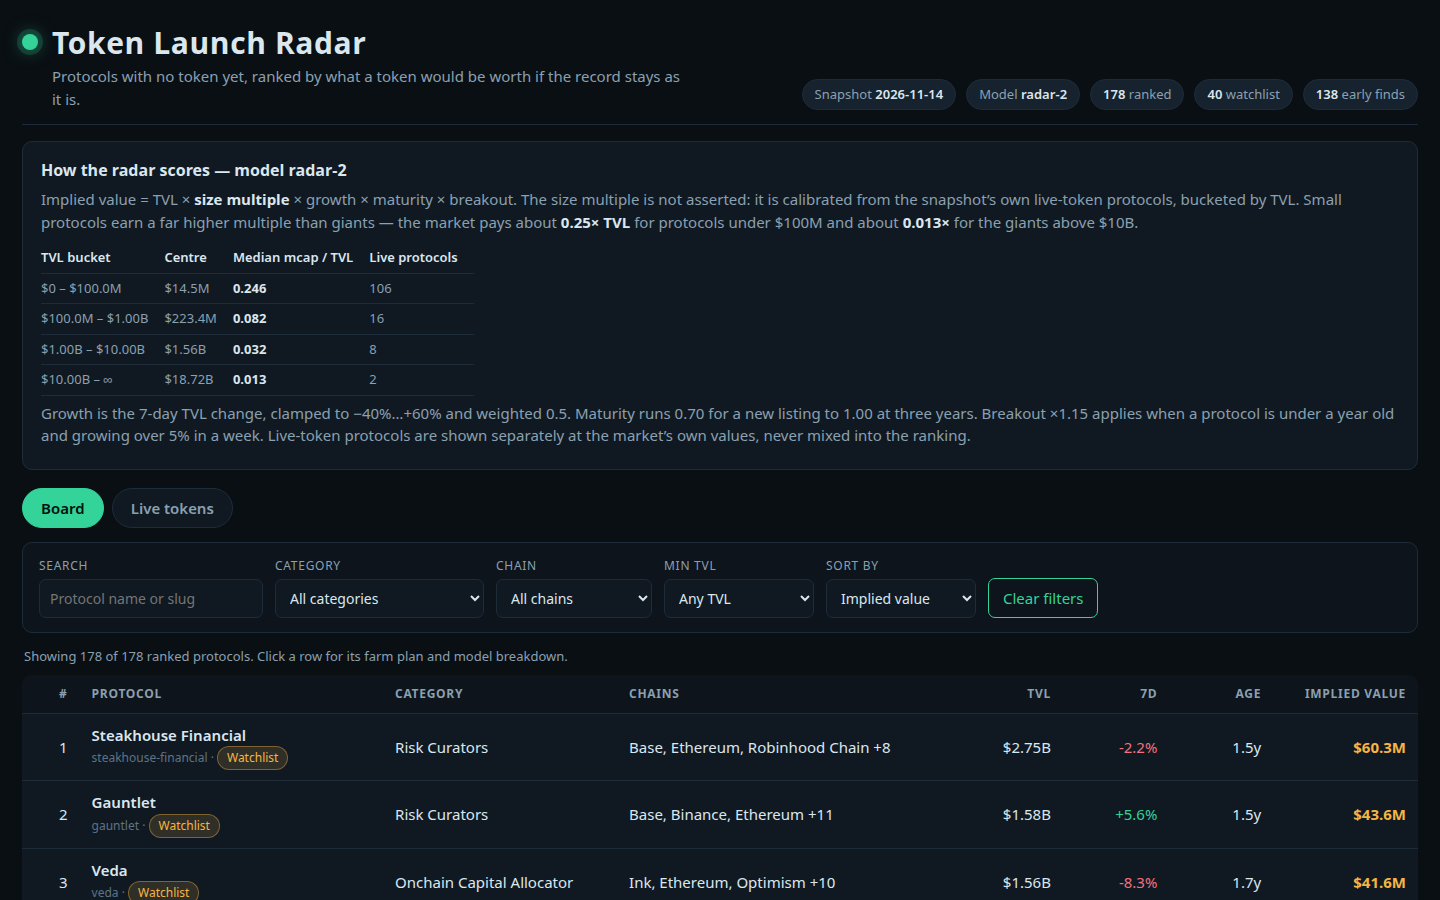 Token Launch Radar
Protocols with no token yet, ranked by what a token would be worth if the record stays as
it is.
Snapshot 2026-11-14
Model radar-2
178 ranked
40 watchlist
138 early finds
How the radar scores — model radar-2
Implied value = TVL × size multiple × growth × maturity × breakout. The size multiple is not asserted: it is calibrated from the snapshot's own live-token protocols, bucketed by TVL. Small
protocols earn a far higher multiple than giants — the market pays about 0.25× TVL for protocols under $100M and about 0.013× for the giants above $10B.
TVL bucket Centre Median mcap / TVL Live protocols
$0 – $100.0M $14.5M 0.246 106
$100.0M – $1.00B $223.4M 0.082 16
$1.00B – $10.00B $1.56B 0.032 8
$10.00B – ∞ $18.72B 0.013 2
Growth is the 7-day TVL change, clamped to −40%…+60% and weighted 0.5. Maturity runs 0.70 for a new listing to 1.00 at three years. Breakout ×1.15 applies when a protocol is under a year old
and growing over 5% in a week. Live-token protocols are shown separately at the market's own values, never mixed into the ranking.
Board
Live tokens
SEARCH CATEGORY CHAIN MIN TVL SORT BY
Protocol name or slug All categories All chains Any TVL Implied value Clear filters
Showing 178 of 178 ranked protocols. Click a row for its farm plan and model breakdown.
# PROTOCOL CATEGORY CHAINS TVL 7D AGE IMPLIED VALUE
1 Steakhouse Financial Risk Curators Base, Ethereum, Robinhood Chain +8 $2.75B -2.2% 1.5y $60.3M
steakhouse-financial · Watchlist
2 Gauntlet Risk Curators Base, Binance, Ethereum +11 $1.58B +5.6% 1.5y $43.6M
gauntlet · Watchlist
3 Veda Onchain Capital Allocator Ink, Ethereum, Optimism +10 $1.56B -8.3% 1.7y $41.6M
veda · Watchlist